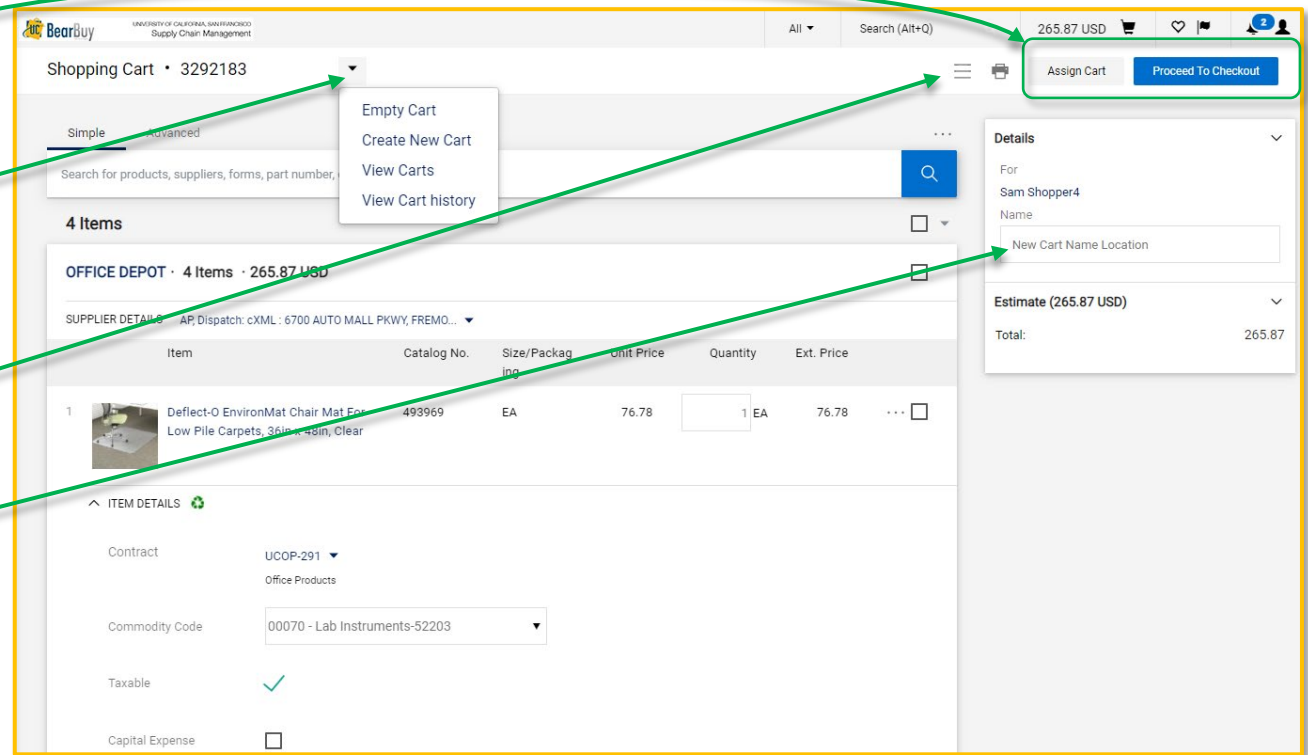 UC BearBuy UNIVERSITY OF CALIFORNIA, SAN FRANCISCO
Supply Chain Management
All Search (Alt+Q) 265.87 USD 2
Shopping Cart • 3292183 Assign Cart Proceed To Checkout
Empty Cart
Create New Cart
View Carts
View Cart history
Simple Advanced ...
Search for products, suppliers, forms, part number,
4 Items
OFFICE DEPOT · 4 Items · 265.87 USD
SUPPLIER DETAILS AP, Dispatch: cXML : 6700 AUTO MALL PKWY, FREMO...
Item Catalog No. Size/Packag
ing Unit Price Quantity Ext. Price
1 Deflect-O EnvironMat Chair Mat For 493969 EA 76.78 1 EA 76.78 ...
Low Pile Carpets, 36in x 48in, Clear
ITEM DETAILS
Contract UCOP-291
Office Products
Commodity Code 00070 - Lab Instruments-52203
Taxable
Capital Expense
Details
For
Sam Shopper4
Name
New Cart Name Location
Estimate (265.87 USD)
Total: 265.87